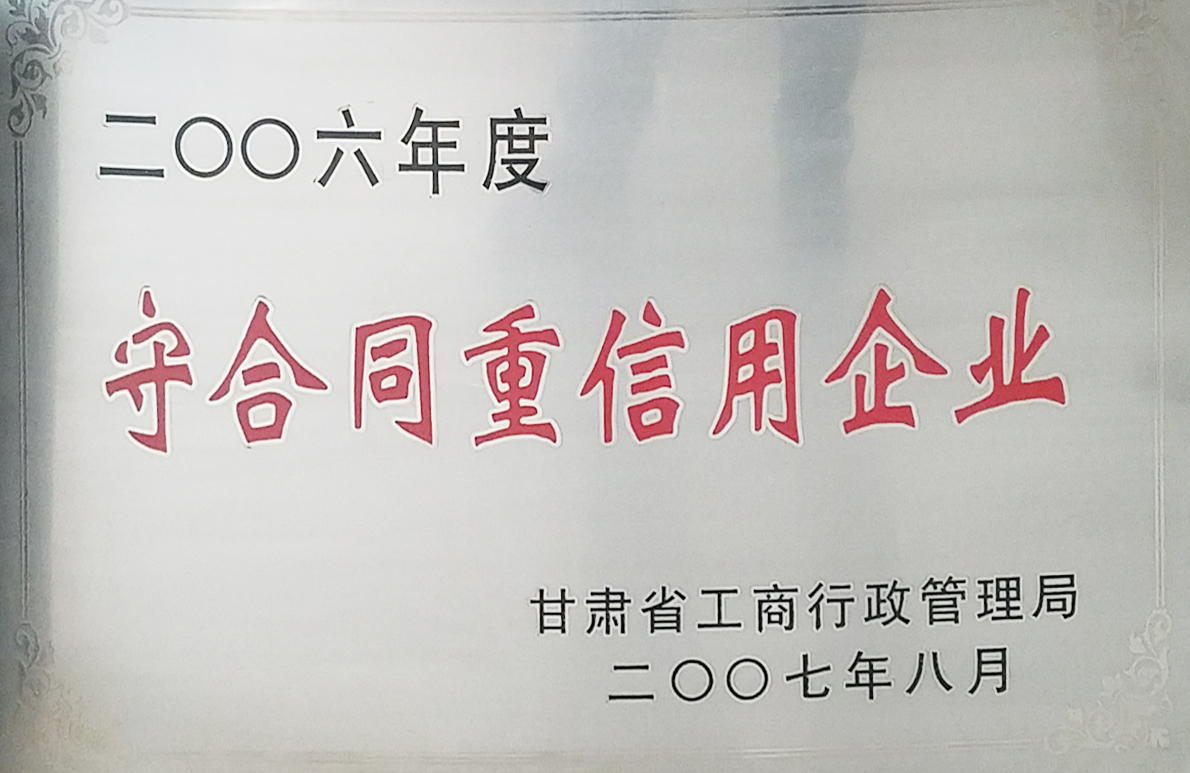 二〇〇六年度
守合同重信用企业
甘肃省工商行政管理局
二〇〇七年八月